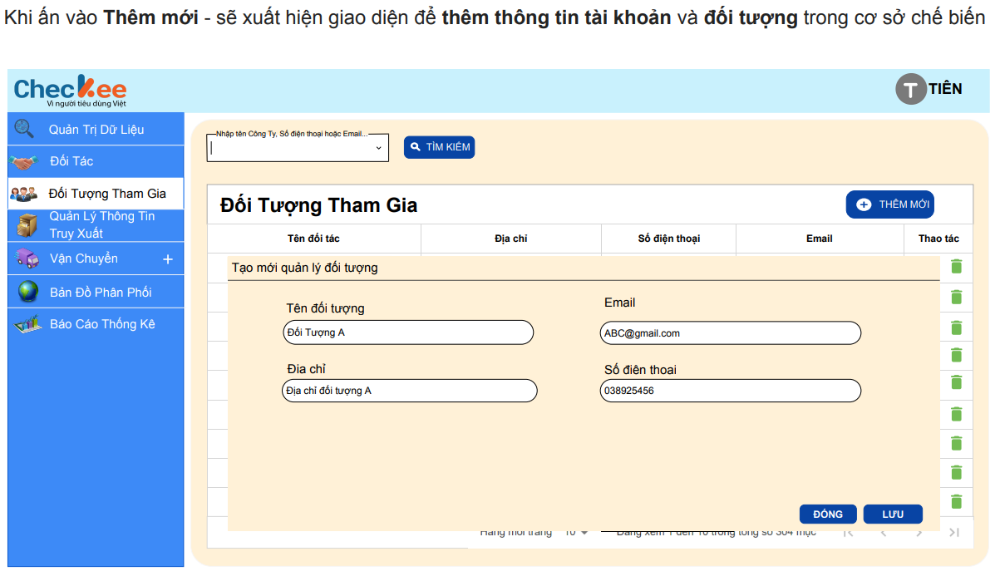 Khi ấn vào Thêm mới - sẽ xuất hiện giao diện để thêm thông tin tài khoản và đối tượng trong cơ sở chế biến
Checkee
Vì người tiêu dùng Việt
T TIÊN
Quản Trị Dữ Liệu
Đối Tác
Đối Tượng Tham Gia
Quản Lý Thông Tin
Truy Xuất
Vận Chuyển +
Bản Đồ Phân Phối
Báo Cáo Thống Kê
Nhập tên Công Ty, Số điện thoại hoặc Email...
TÌM KIẾM
Đối Tượng Tham Gia
THÊM MỚI
Tên đối tác Địa chỉ Số điện thoại Email Thao tác
Tạo mới quản lý đối tượng
Tên đối tượng
Email
Đối Tượng A
ABC@gmail.com
Đia chỉ
Số điên thoai
Địa chỉ đối tượng A
038925456
ĐÓNG
LƯU
Hàng mỗi trang 10 Đang xem 1 đến 10 trong tổng số 304 mục